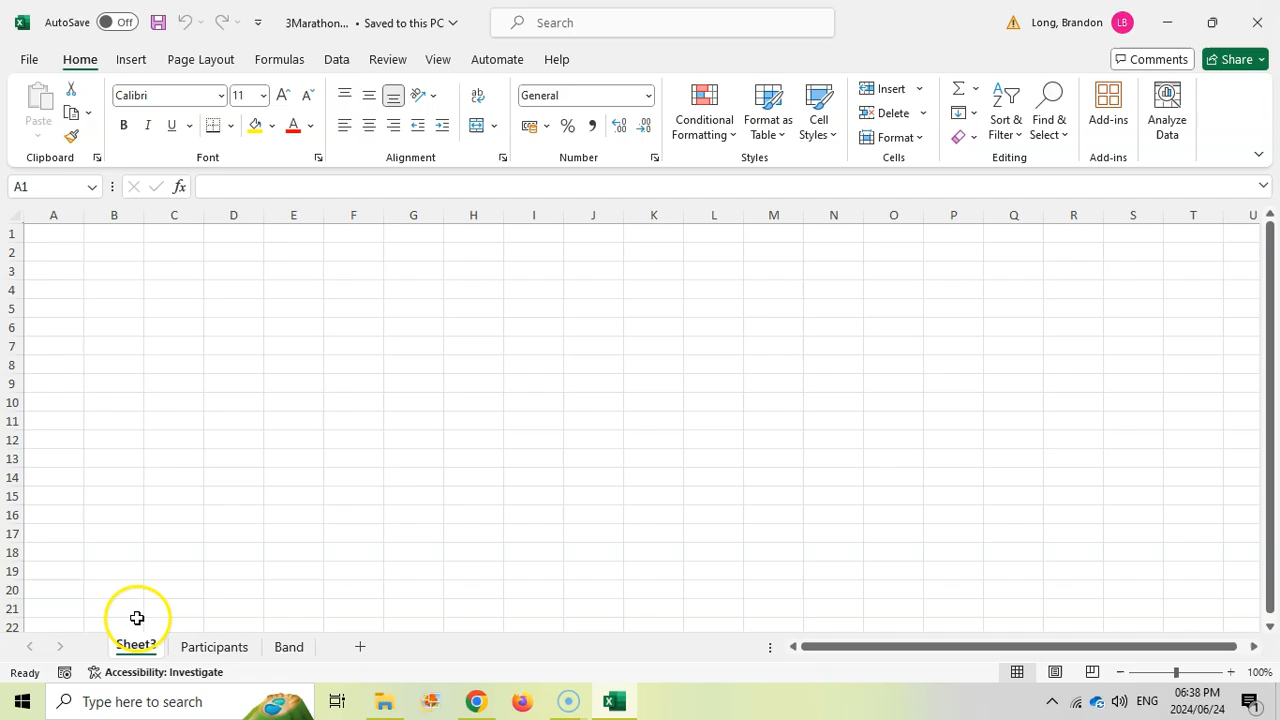 AutoSave Off 3Marathon... • Saved to this PC Search Long, Brandon LB
File Home Insert Page Layout Formulas Data Review View Automate Help Comments Share
Paste Calibri 11 General Conditional Formatting Format as Table Cell Styles Insert Delete Format Sort & Filter Find & Select Add-ins Analyze Data
Clipboard Font Alignment Number Styles Cells Editing Add-ins
A1 fx
A B C D E F G H I J K L M N O P Q R S T U
1
2
3
4
5
6
7
8
9
10
11
12
13
14
15
16
17
18
19
20
21
22
Sheet3 Participants Band
Ready Accessibility: Investigate 100%
Type here to search ENG 06:38 PM
2024/06/24 1